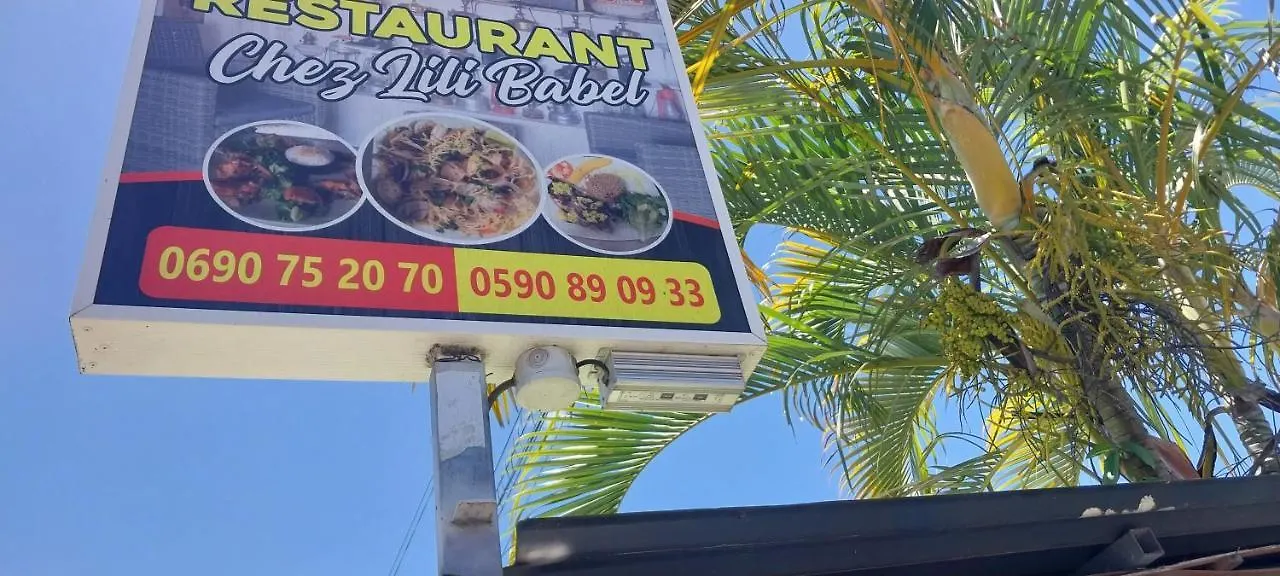 RESTAURANT
Chez Lili Babel
0690 75 20 70 0590 89 09 33